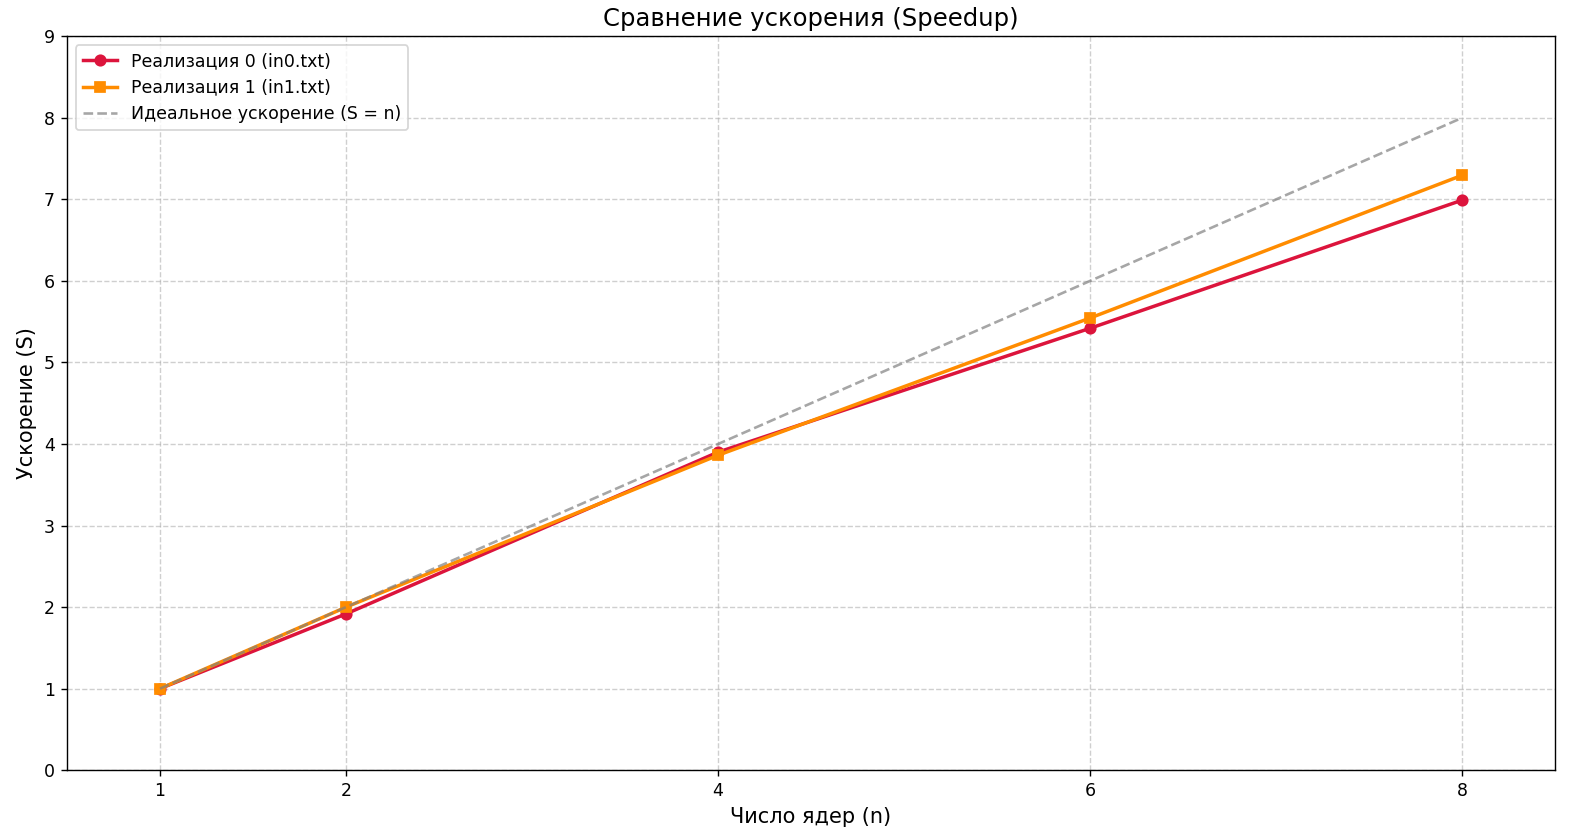 Сравнение ускорения (Speedup)
Реализация 0 (in0.txt)
Реализация 1 (in1.txt)
Идеальное ускорение (S = n)
Ускорение (S)
9
8
7
6
5
4
3
2
1
0
1 2 4 6 8
Число ядер (n)